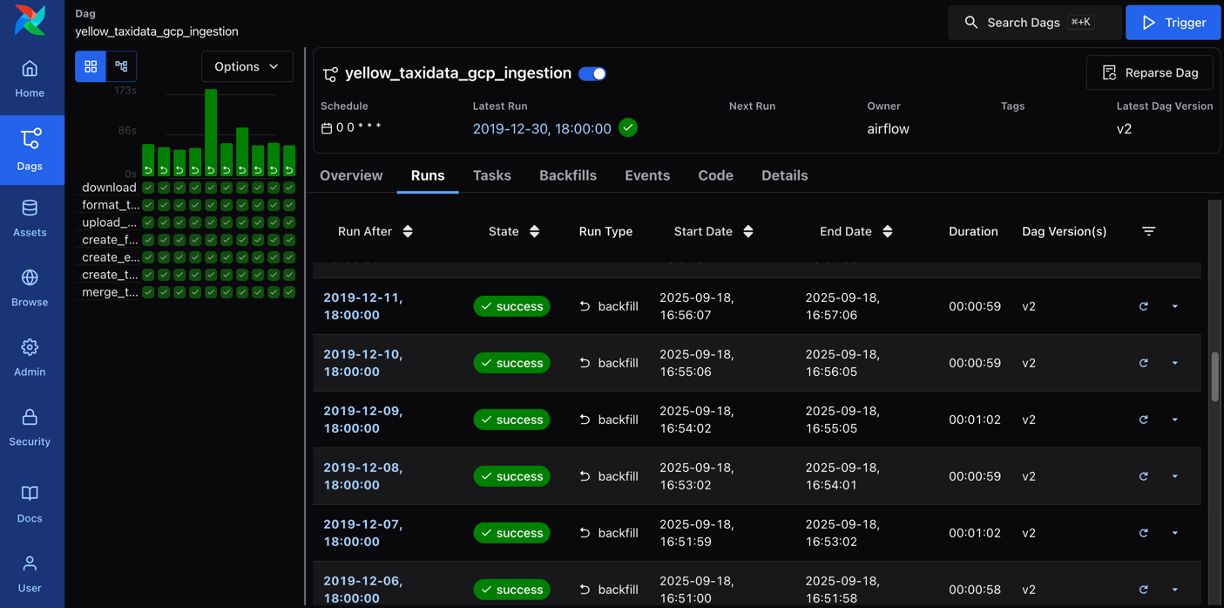 Dag
yellow_taxidata_gcp_ingestion
Search Dags
⌘+K
Trigger
Home
Dags
Assets
Browse
Admin
Security
Docs
User
Options
173s
86s
0s
download
format_t...
upload_...
create_f...
create_e...
create_t...
merge_t...
yellow_taxidata_gcp_ingestion
Reparse Dag
Schedule
Latest Run
Next Run
Owner
Tags
Latest Dag Version
0 0 * * *
2019-12-30, 18:00:00
airflow
v2
Overview
Runs
Tasks
Backfills
Events
Code
Details
Run After
State
Run Type
Start Date
End Date
Duration
Dag Version(s)
2019-12-11,
18:00:00
success
backfill
2025-09-18,
16:56:07
2025-09-18,
16:57:06
00:00:59
v2
2019-12-10,
18:00:00
success
backfill
2025-09-18,
16:55:06
2025-09-18,
16:56:05
00:00:59
v2
2019-12-09,
18:00:00
success
backfill
2025-09-18,
16:54:02
2025-09-18,
16:55:05
00:01:02
v2
2019-12-08,
18:00:00
success
backfill
2025-09-18,
16:53:02
2025-09-18,
16:54:01
00:00:59
v2
2019-12-07,
18:00:00
success
backfill
2025-09-18,
16:51:59
2025-09-18,
16:53:02
00:01:02
v2
2019-12-06,
18:00:00
success
backfill
2025-09-18,
16:51:00
2025-09-18,
16:51:58
00:00:58
v2